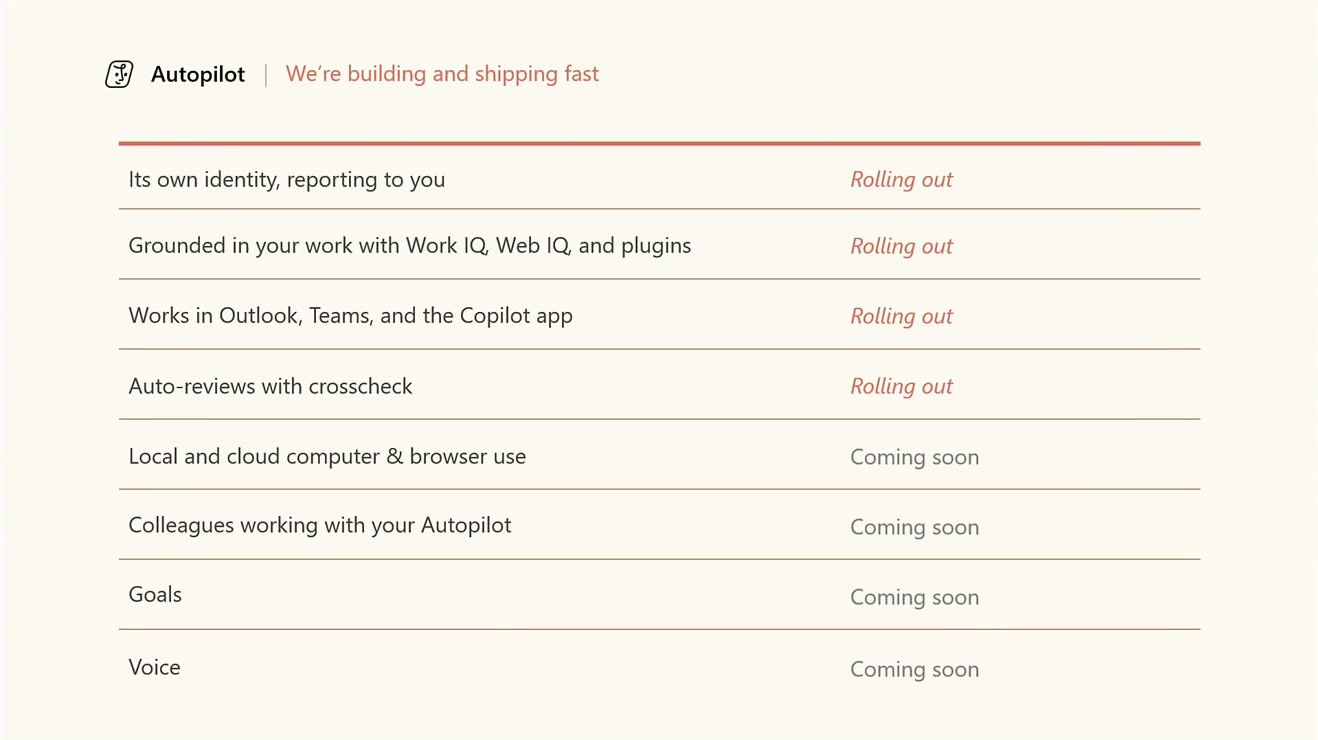 Autopilot | We're building and shipping fast
Its own identity, reporting to you Rolling out
Grounded in your work with Work IQ, Web IQ, and plugins Rolling out
Works in Outlook, Teams, and the Copilot app Rolling out
Auto-reviews with crosscheck Rolling out
Local and cloud computer & browser use Coming soon
Colleagues working with your Autopilot Coming soon
Goals Coming soon
Voice Coming soon